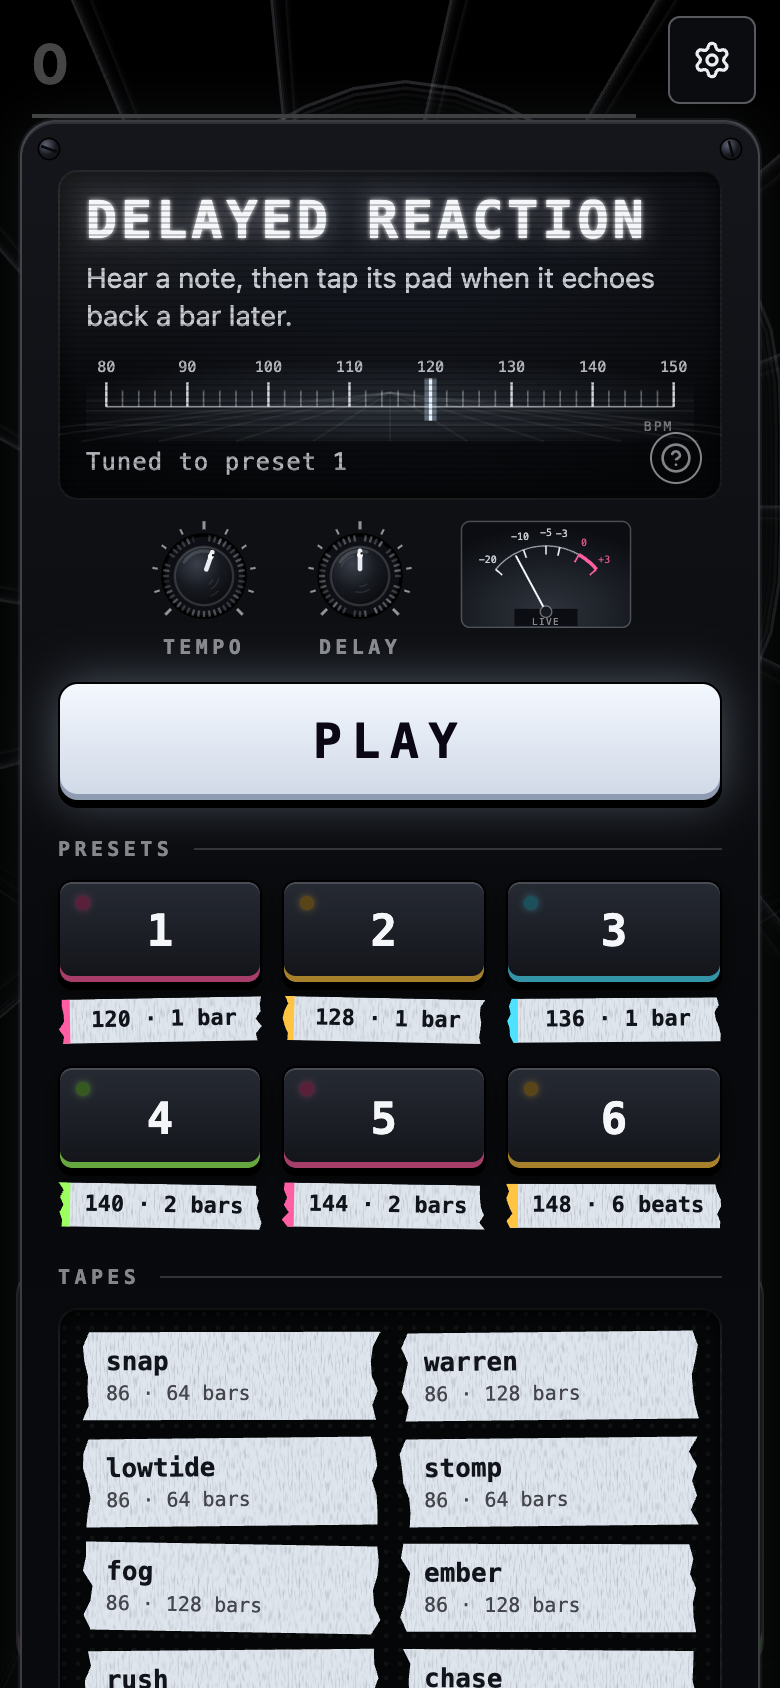 0
DELAYED REACTION
Hear a note, then tap its pad when it echoes
back a bar later.
80 90 100 110 120 130 140 150
BPM
Tuned to preset 1
?
-20 -10 -5 -3 0 +3
LIVE
TEMPO DELAY
PLAY
PRESETS
1 2 3
120 · 1 bar 128 · 1 bar 136 · 1 bar
4 5 6
140 · 2 bars 144 · 2 bars 148 · 6 beats
TAPES
snap warren
86 · 64 bars 86 · 128 bars
lowtide stomp
86 · 64 bars 86 · 64 bars
fog ember
86 · 128 bars 86 · 128 bars
rush chase